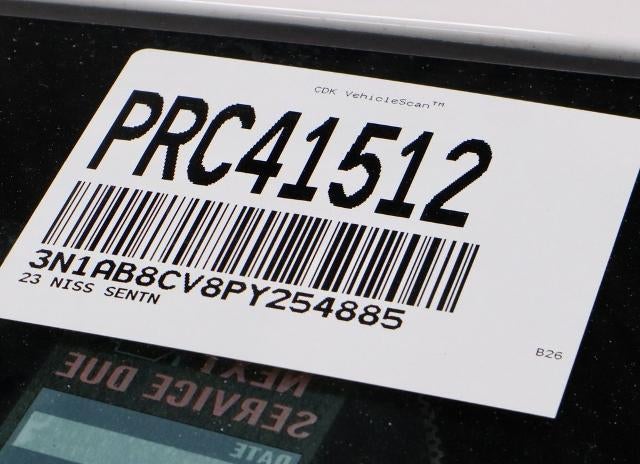 CDK VehicleScan™
PRC41512
3N1AB8CV8PY254885
23 NISS SENTN
B26
NEXT
SERVICE DUE
DATE